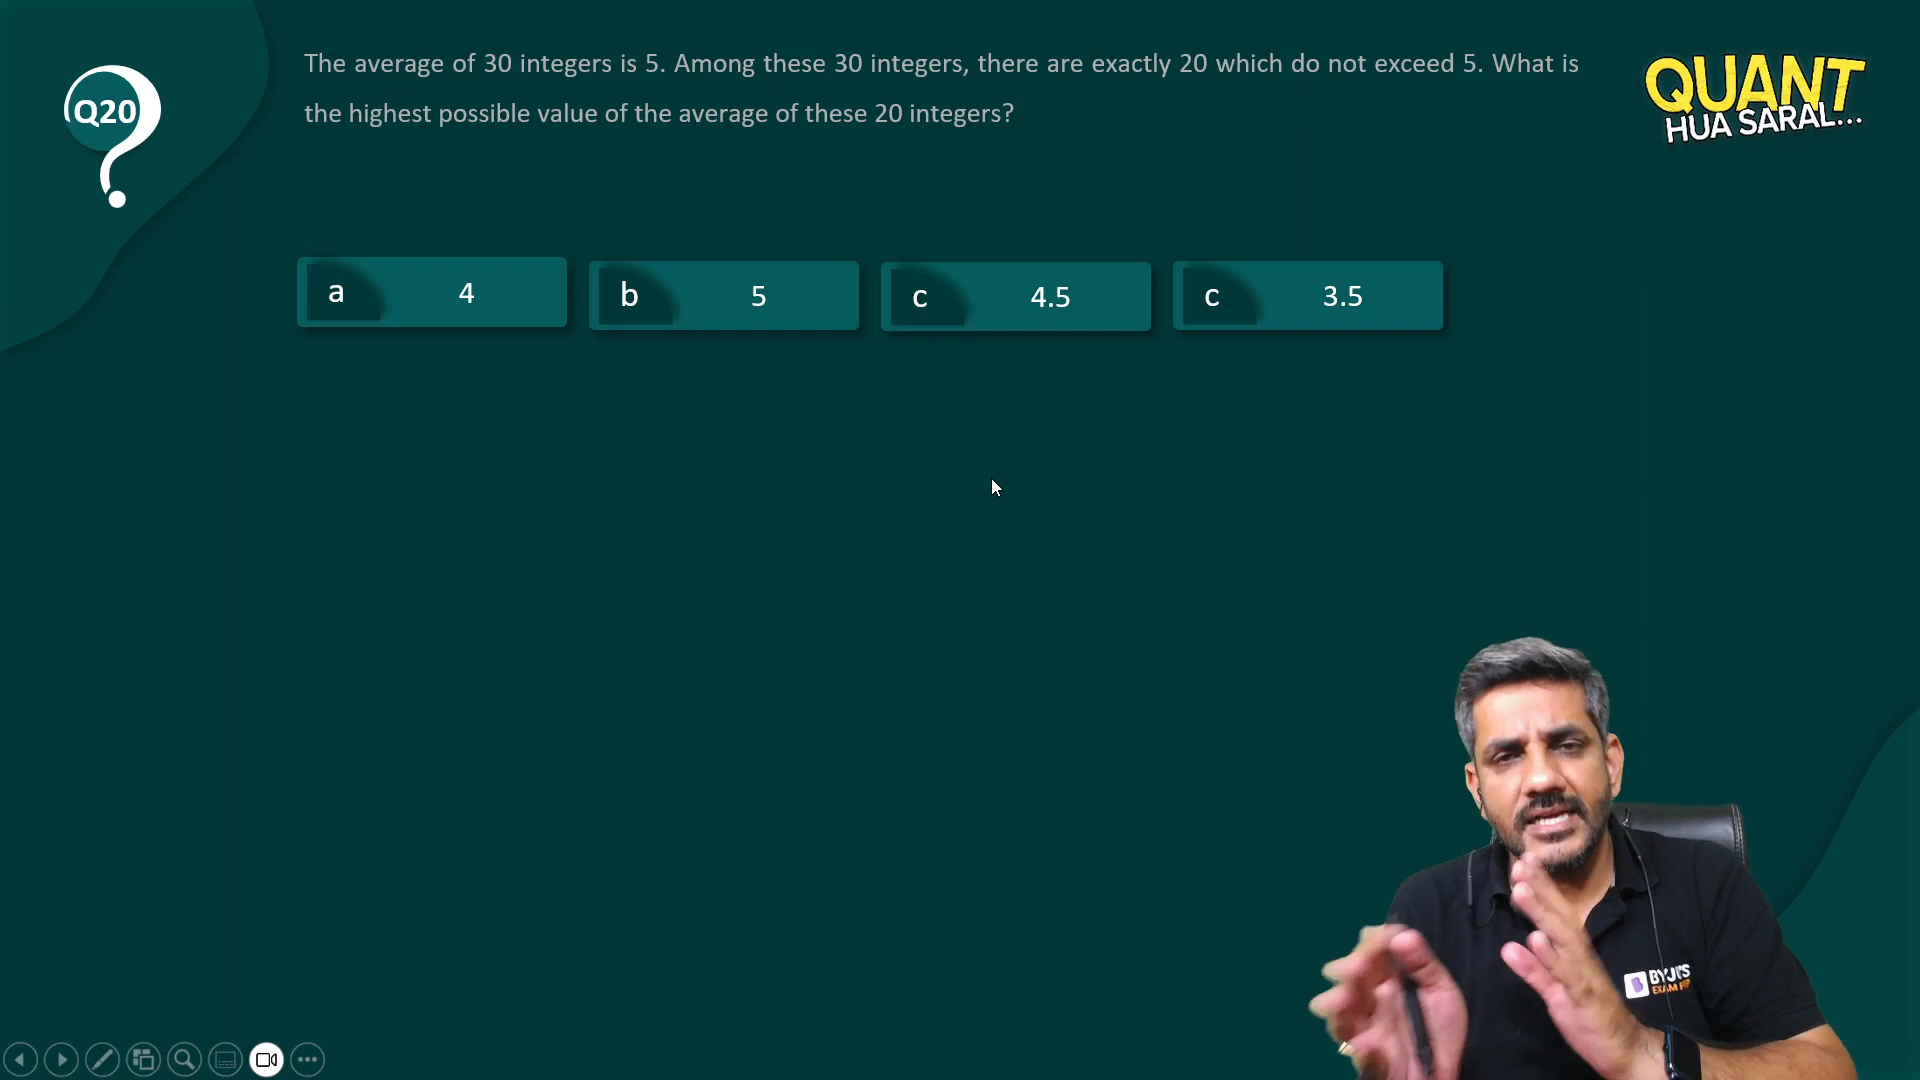 Q20
The average of 30 integers is 5. Among these 30 integers, there are exactly 20 which do not exceed 5. What is
the highest possible value of the average of these 20 integers?
QUANT
HUA SARAL...
a 4
b 5
c 4.5
c 3.5
BYJU'S
EXAM PREP